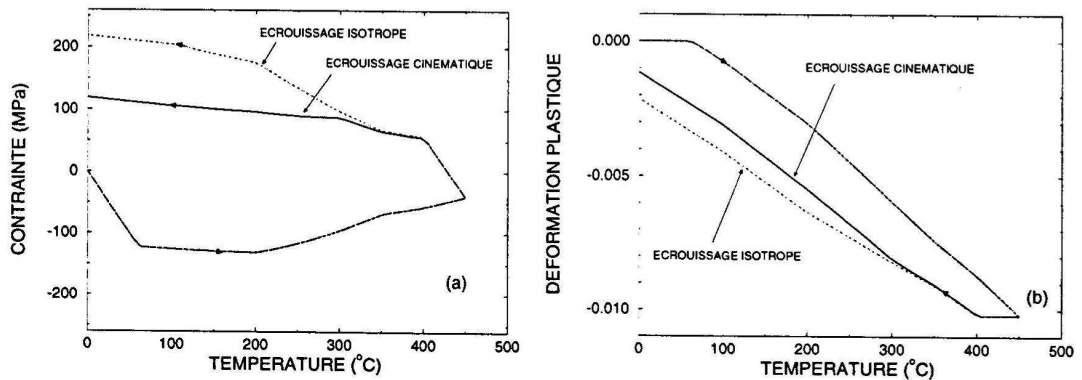 200
100
0
-100
-200
CONTRAINTE (MPa)
ECROUISSAGE ISOTROPE
ECROUISSAGE CINEMATIQUE
(a)
0 100 200 300 400 500
TEMPERATURE (°C)
0.000
-0.005
-0.010
DEFORMATION PLASTIQUE
ECROUISSAGE CINEMATIQUE
ECROUISSAGE ISOTROPE
(b)
0 100 200 300 400 500
TEMPERATURE (°C)